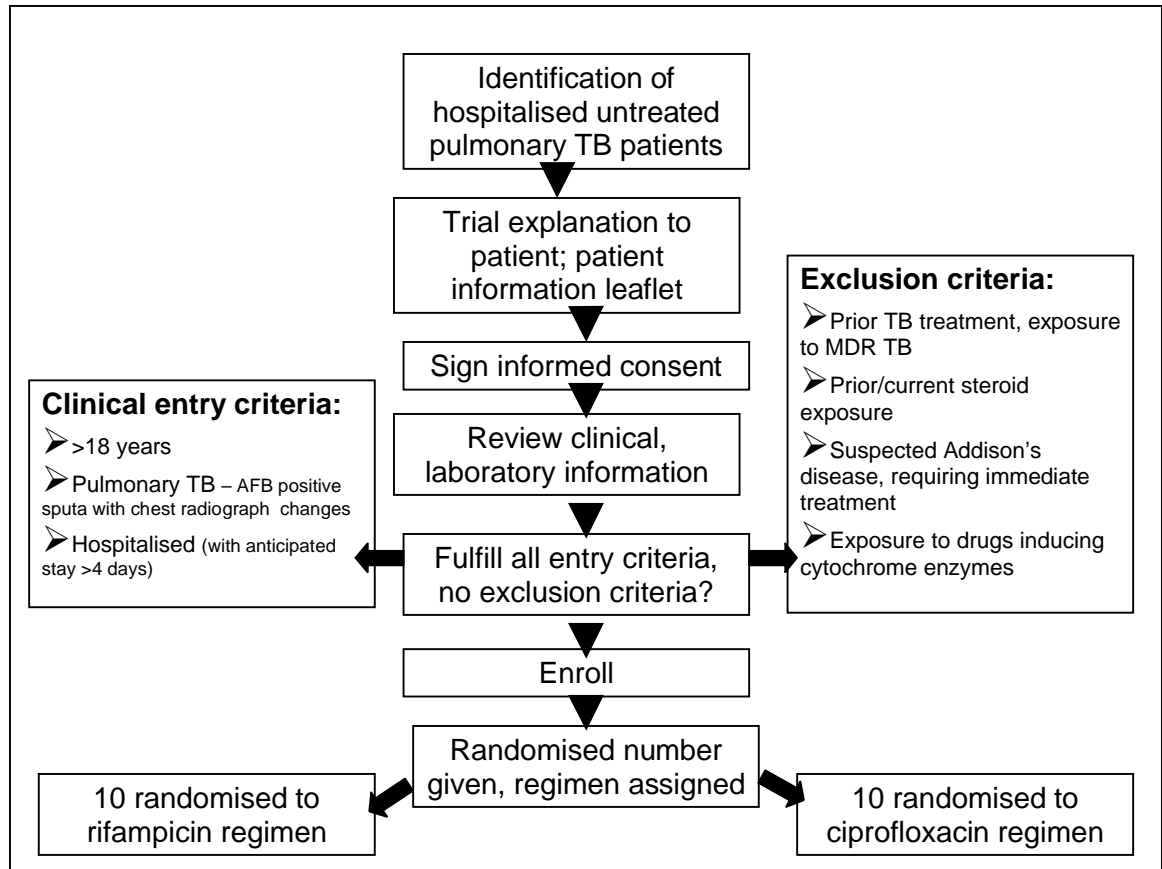 Identification of
hospitalised untreated
pulmonary TB patients
Trial explanation to
patient; patient
information leaflet
Sign informed consent
Review clinical,
laboratory information
Clinical entry criteria:
➢>18 years
➢Pulmonary TB – AFB positive
sputa with chest radiograph changes
➢Hospitalised (with anticipated
stay >4 days)
Fulfill all entry criteria,
no exclusion criteria?
Exclusion criteria:
➢Prior TB treatment, exposure
to MDR TB
➢Prior/current steroid
exposure
➢Suspected Addison's
disease, requiring immediate
treatment
➢Exposure to drugs inducing
cytochrome enzymes
Enroll
Randomised number
given, regimen assigned
10 randomised to
rifampicin regimen
10 randomised to
ciprofloxacin regimen